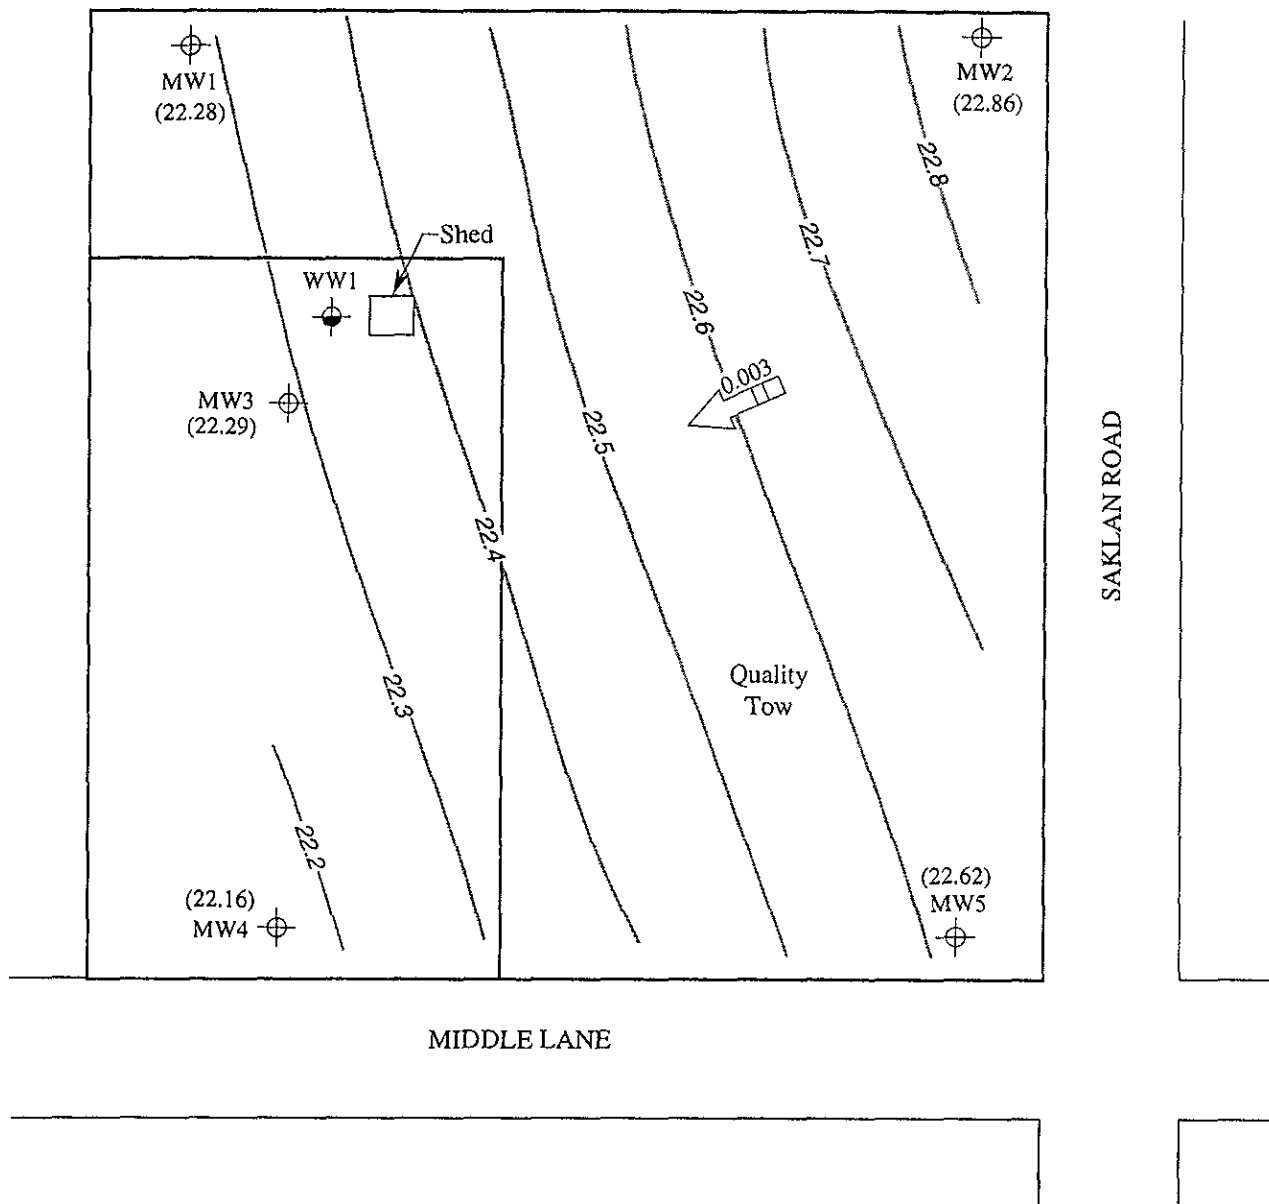 MW1
(22.28)
MW2
(22.86)
22.8
Shed
22.7
WW1
22.6
0.003
MW3
(22.29)
22.5
SAKLAN ROAD
22.4
Quality
Tow
22.3
22.2
(22.16)
MW4
(22.62)
MW5
MIDDLE LANE